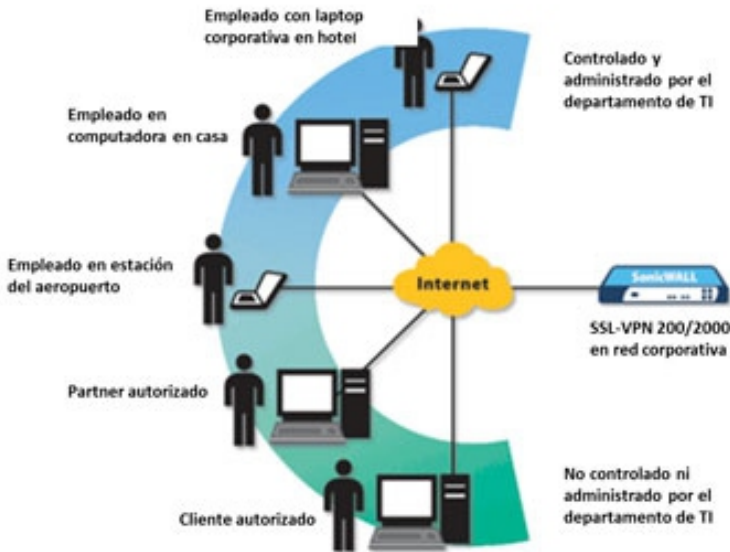 Empleado con laptop
corporativa en hotel
Controlado y
administrado por el
departamento de TI
Empleado en
computadora en casa
Empleado en estación
del aeropuerto
Internet
SonicWALL
SSL-VPN 200/2000
en red corporativa
Partner autorizado
Cliente autorizado
No controlado ni
administrado por el
departamento de TI